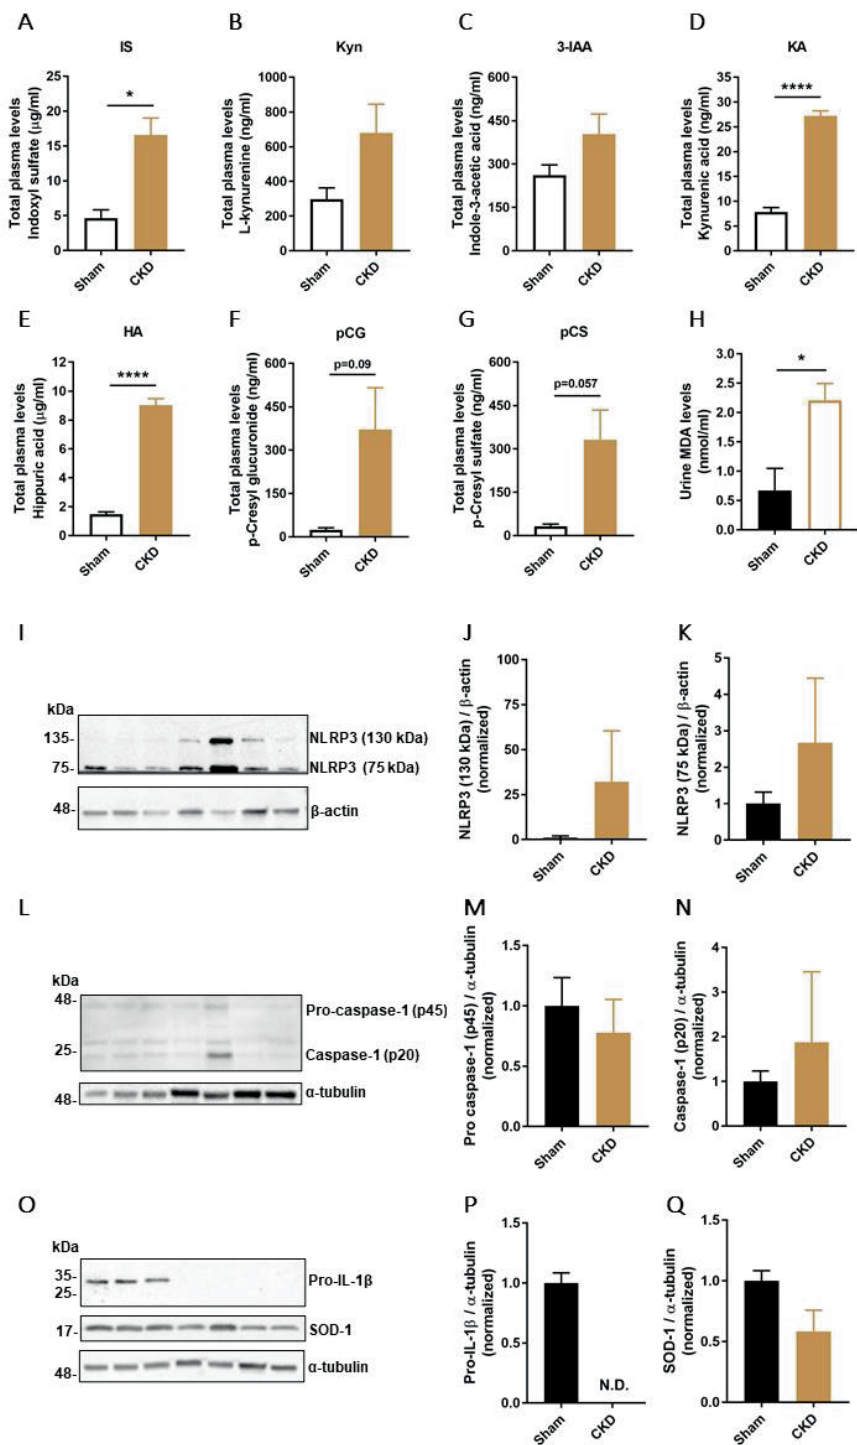 A
IS
Total plasma levels
Indoxyl sulfate (μg/ml)
25
20
15
10
5
0
*
Sham
CKD
B
Kyn
Total plasma levels
L-kynurenine (ng/ml)
1000
800
600
400
200
0
Sham
CKD
C
3-IAA
Total plasma levels
Indole-3-acetic acid (ng/ml)
600
450
300
150
0
Sham
CKD
D
KA
Total plasma levels
Kynurenic acid (ng/ml)
35
30
25
20
15
10
5
0
****
Sham
CKD
E
HA
Total plasma levels
Hippuric acid (μg/ml)
12
10
8
6
4
2
0
****
Sham
CKD
F
pCG
Total plasma levels
p-Cresyl glucuronide (ng/ml)
600
450
300
150
0
p=0.09
Sham
CKD
G
pCS
Total plasma levels
p-Cresyl sulfate (ng/ml)
600
450
300
150
0
p=0.057
Sham
CKD
H
Urine MDA levels
(nmol/ml)
3.0
2.5
2.0
1.5
1.0
0.5
0.0
*
Sham
CKD
I
kDa
135-
75-
48-
NLRP3 (130 kDa)
NLRP3 (75 kDa)
β-actin
J
NLRP3 (130 kDa) / β-actin
(normalized)
100
75
50
25
0
Sham
CKD
K
NLRP3 (75 kDa) / β-actin
(normalized)
5
4
3
2
1
0
Sham
CKD
L
kDa
48-
25-
48-
Pro-caspase-1 (p45)
Caspase-1 (p20)
α-tubulin
M
Pro caspase-1 (p45) / α-tubulin
(normalized)
1.5
1.0
0.5
0.0
Sham
CKD
N
Caspase-1 (p20) / α-tubulin
(normalized)
4
3
2
1
0
Sham
CKD
O
kDa
35-
25-
17-
48-
Pro-IL-1β
SOD-1
α-tubulin
P
Pro-IL-1β / α-tubulin
(normalized)
1.5
1.0
0.5
0.0
N.D.
Sham
CKD
Q
SOD-1 / α-tubulin
(normalized)
1.5
1.0
0.5
0.0
Sham
CKD